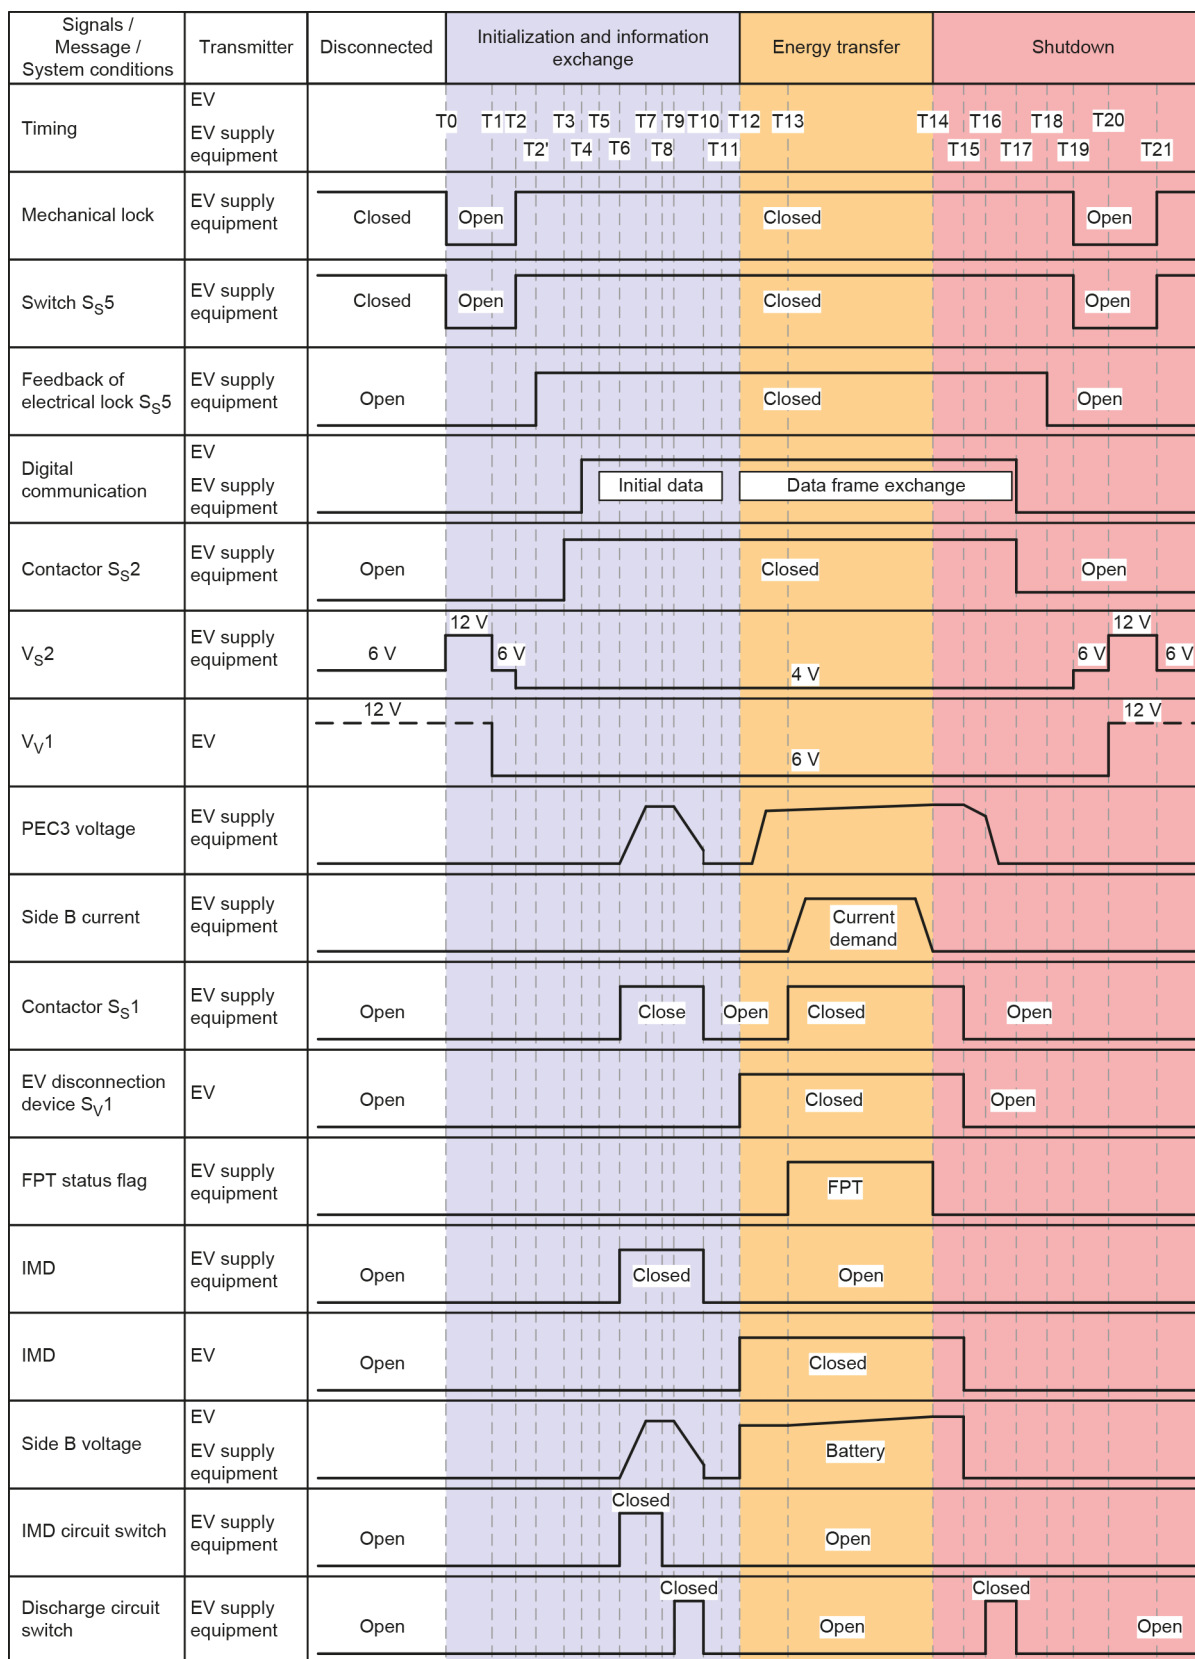 Signals /
Message /
System conditions
Transmitter
Disconnected
Initialization and information
exchange
Energy transfer
Shutdown
Timing
EV
EV supply
equipment
T0
T1
T2
T2'
T3
T4
T5
T6
T7
T8
T9
T10
T11
T12
T13
T14
T15
T16
T17
T18
T19
T20
T21
Mechanical lock
EV supply
equipment
Closed
Open
Closed
Open
Switch SS5
EV supply
equipment
Closed
Open
Closed
Open
Feedback of
electrical lock SS5
EV supply
equipment
Open
Closed
Open
Digital
communication
EV
EV supply
equipment
Initial data
Data frame exchange
Contactor SS2
EV supply
equipment
Open
Closed
Open
VS2
EV supply
equipment
6 V
12 V
6 V
4 V
6 V
12 V
6 V
VV1
EV
12 V
6 V
12 V
PEC3 voltage
EV supply
equipment
Side B current
EV supply
equipment
Current
demand
Contactor SS1
EV supply
equipment
Open
Close
Open
Closed
Open
EV disconnection
device SV1
EV
Open
Closed
Open
FPT status flag
EV supply
equipment
FPT
IMD
EV supply
equipment
Open
Closed
Open
IMD
EV
Open
Closed
Side B voltage
EV
EV supply
equipment
Battery
IMD circuit switch
EV supply
equipment
Open
Closed
Open
Discharge circuit
switch
EV supply
equipment
Open
Closed
Open
Closed
Open